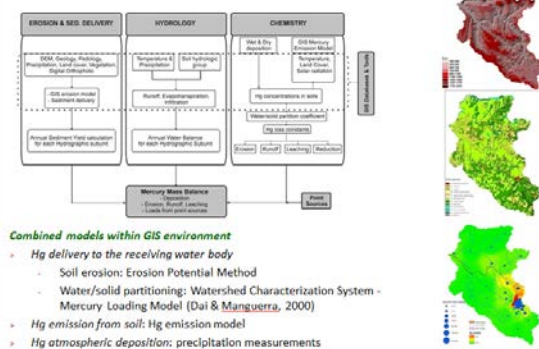 EROSION & SED. DELIVERY
HYDROLOGY
CHEMISTRY
DEM, Geology, Pedology,
Precipitation, Land cover, Vegetation,
Digital Orthophoto
-GIS erosion model
- Sediment delivery
Annual Sediment Yield calculation
for each Hydrographic Subunit
Temperature &
Precipitation
Soil hydrologic
group
Runoff, Evapotranspiration,
Infiltration
Annual Water Balance
for each Hydrographic Subunit
Wet & Dry
deposition
GIS Mercury
Emission Model
Temperature,
Land Cover,
Solar radiation
Hg concentrations in soils
Water/solid partition coefficient
Hg loss constants
Erosion
Runoff
Leaching
Reduction
GIS Databases & Tools
Mercury Mass Balance
- Deposition
- Erosion, Runoff, Leaching
- Loads from point sources
Point
Sources
Combined models within GIS environment
➢ Hg delivery to the receiving water body
- Soil erosion: Erosion Potential Method
- Water/solid partitioning: Watershed Characterization System -
Mercury Loading Model (Dai & Manguerra, 2000)
➢ Hg emission from soil: Hg emission model
➢ Hg atmospheric deposition: precipitation measurements